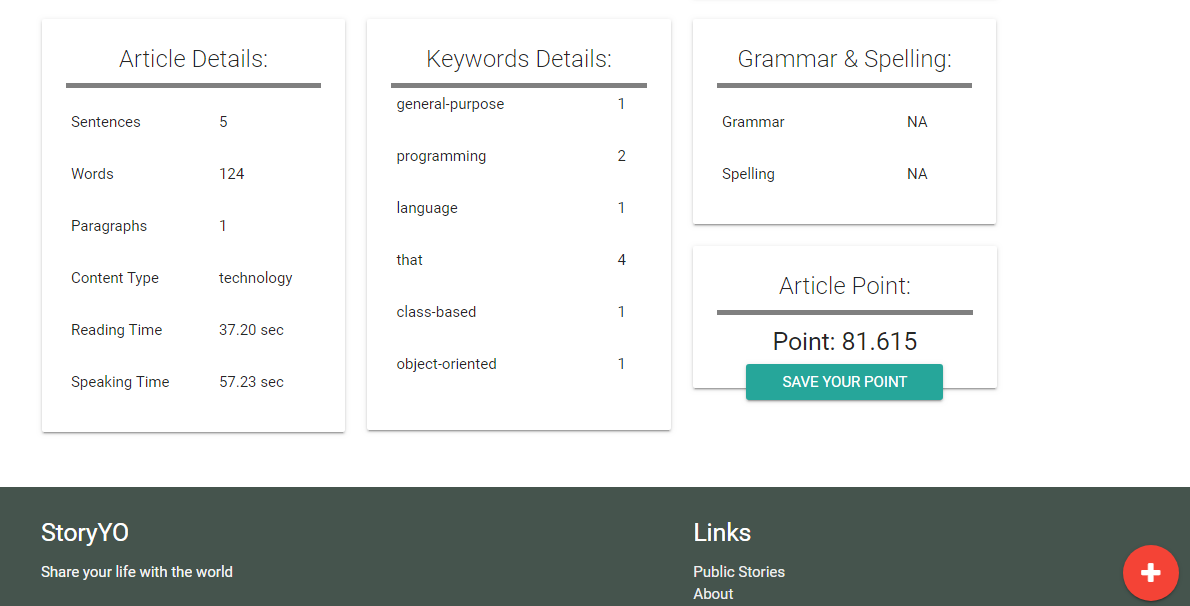 Article Details:
Sentences 5
Words 124
Paragraphs 1
Content Type technology
Reading Time 37.20 sec
Speaking Time 57.23 sec
Keywords Details:
general-purpose 1
programming 2
language 1
that 4
class-based 1
object-oriented 1
Grammar & Spelling:
Grammar NA
Spelling NA
Article Point:
Point: 81.615
SAVE YOUR POINT
StoryYO
Share your life with the world
Links
Public Stories
About